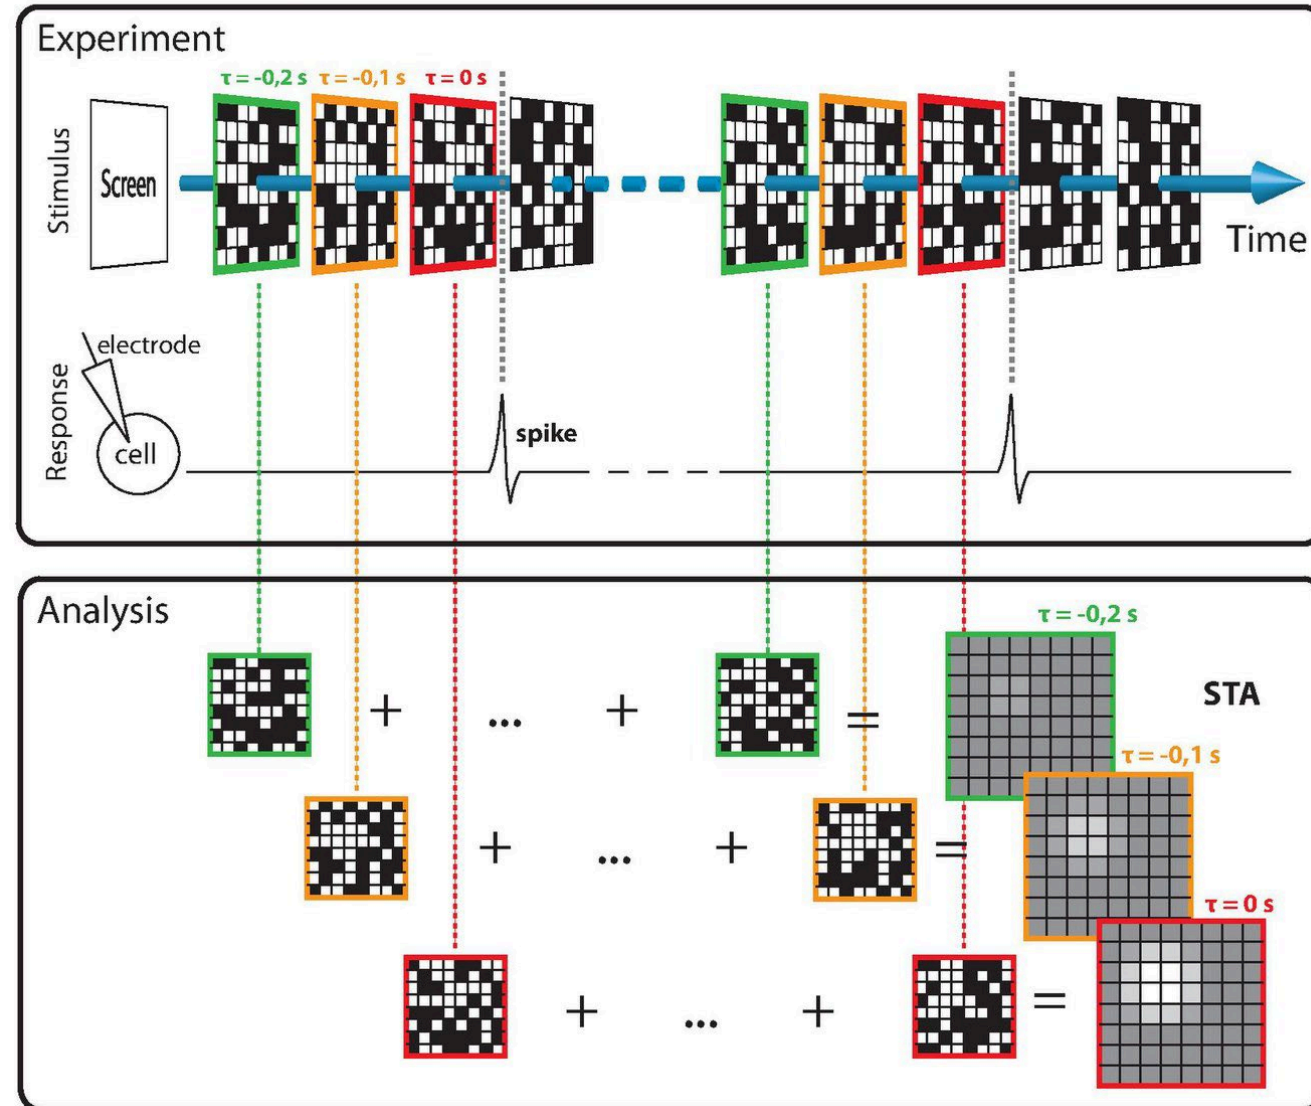 Experiment
τ = -0,2 s τ = -0,1 s τ = 0 s
Stimulus
Screen
Time
Response
electrode
cell
spike
Analysis
τ = -0,2 s
+ ... + =
STA
τ = -0,1 s
+ ... + =
τ = 0 s
+ ... + =